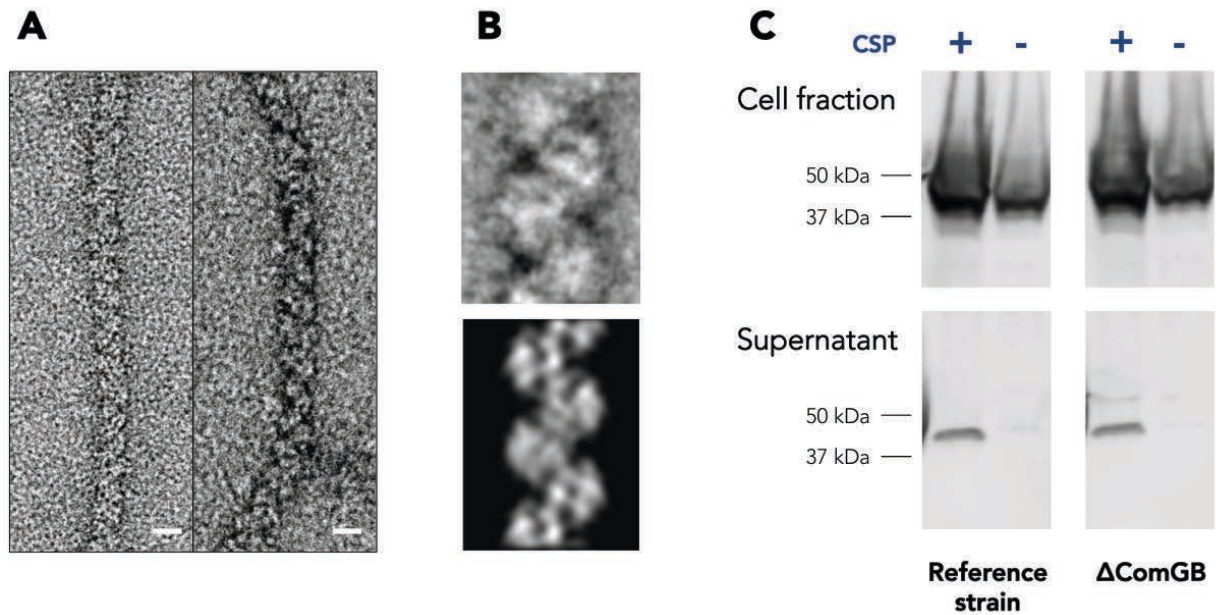 A
B
C
CSP + - + -
Cell fraction
50 kDa
37 kDa
Supernatant
50 kDa
37 kDa
Reference strain
ΔComGB